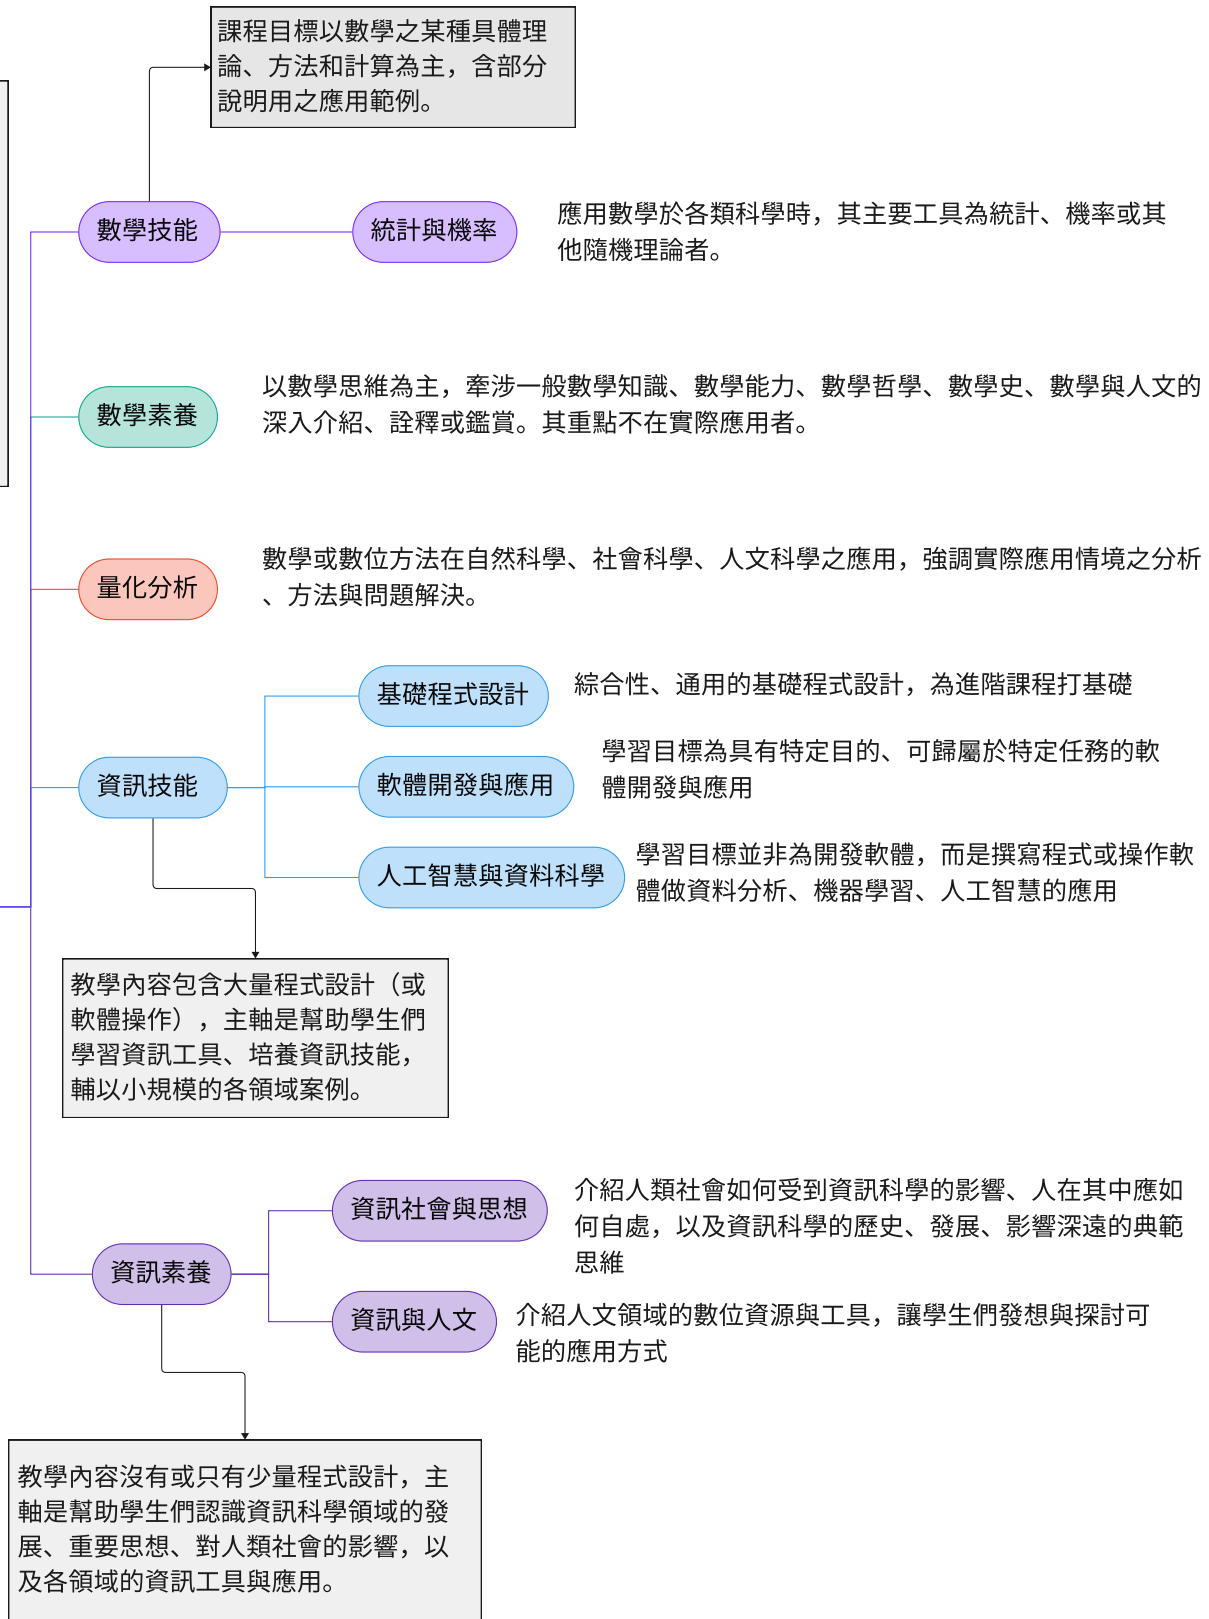 課程目標以數學之某種具體理
論、方法和計算為主，含部分
說明用之應用範例。
數學技能
統計與機率
應用數學於各類科學時，其主要工具為統計、機率或其
他隨機理論者。
數學素養
以數學思維為主，牽涉一般數學知識、數學能力、數學哲學、數學史、數學與人文的
深入介紹、詮釋或鑑賞。其重點不在實際應用者。
量化分析
數學或數位方法在自然科學、社會科學、人文科學之應用，強調實際應用情境之分析
、方法與問題解決。
資訊技能
基礎程式設計
綜合性、通用的基礎程式設計，為進階課程打基礎
軟體開發與應用
學習目標為具有特定目的、可歸屬於特定任務的軟
體開發與應用
人工智慧與資料科學
學習目標並非為開發軟體，而是撰寫程式或操作軟
體做資料分析、機器學習、人工智慧的應用
教學內容包含大量程式設計（或
軟體操作），主軸是幫助學生們
學習資訊工具、培養資訊技能，
輔以小規模的各領域案例。
資訊素養
資訊社會與思想
介紹人類社會如何受到資訊科學的影響、人在其中應如
何自處，以及資訊科學的歷史、發展、影響深遠的典範
思維
資訊與人文
介紹人文領域的數位資源與工具，讓學生們發想與探討可
能的應用方式
教學內容沒有或只有少量程式設計，主
軸是幫助學生們認識資訊科學領域的發
展、重要思想、對人類社會的影響，以
及各領域的資訊工具與應用。